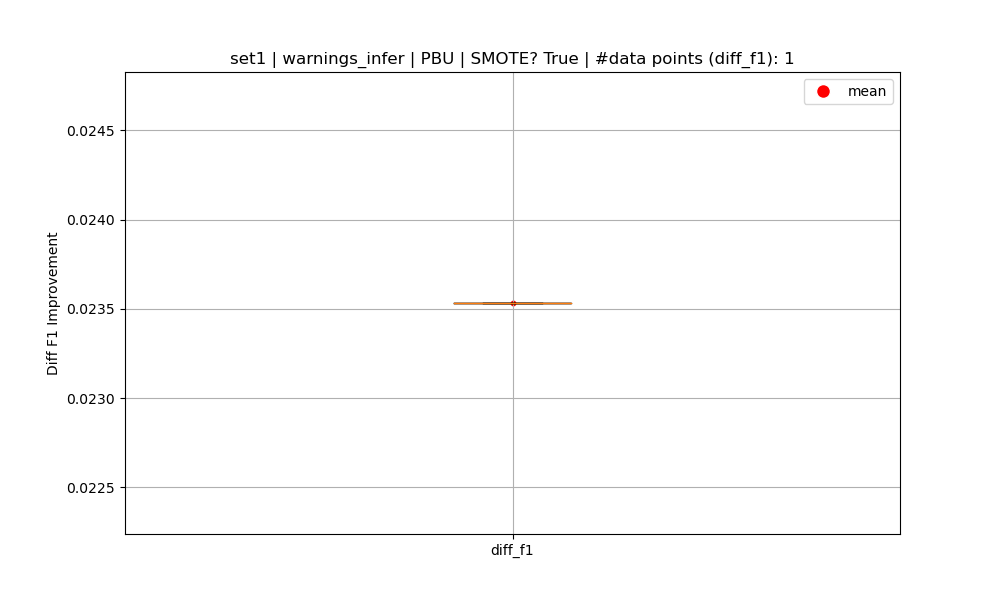 set1 | warnings_infer | PBU | SMOTE? True | #data points (diff_f1): 1
mean
0.0245
0.0240
0.0235
0.0230
0.0225
Diff F1 Improvement
diff_f1